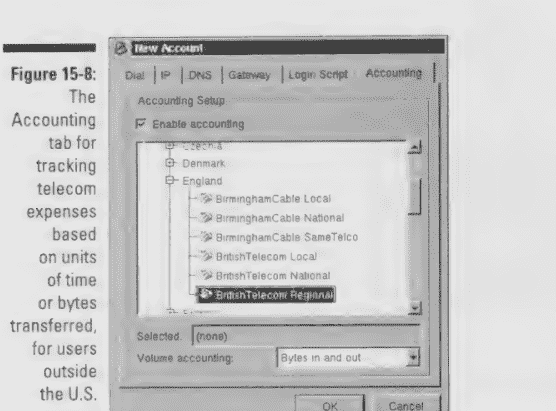 Figure 15-8:
The
Accounting
tab for
tracking
telecom
expenses
based
on units
of time
or bytes
transferred,
for users
outside
the U.S.
New Account
Dial IP DNS Gateway Login Script Accounting
Accounting Setup
Enable accounting
Denmark
England
BirminghamCable Local
BirminghamCable National
BirminghamCable SameTelco
BritishTelecom Local
BritishTelecom National
BritishTelecom Regional
Selected: (none)
Volume accounting: Bytes in and out
OK Cancel